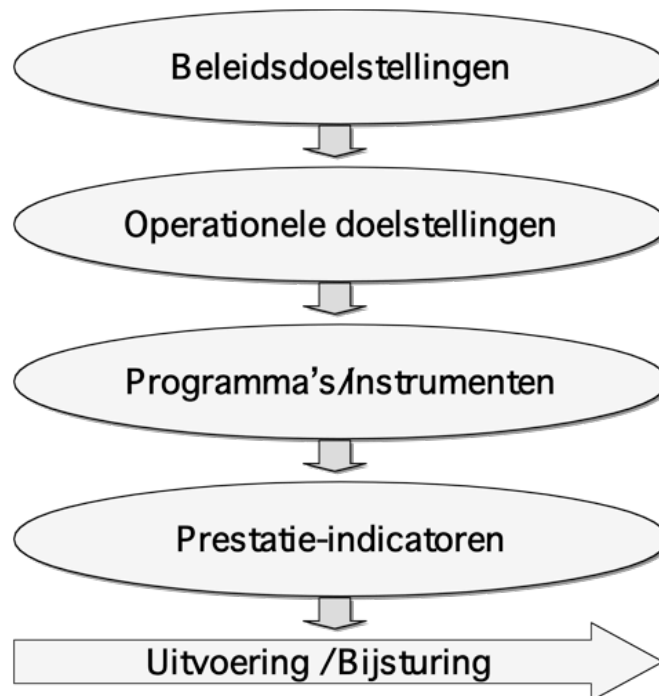 Beleidsdoelstellingen
Operationele doelstellingen
Programma's/Instrumenten
Prestatie-indicatoren
Uitvoering /Bijsturing